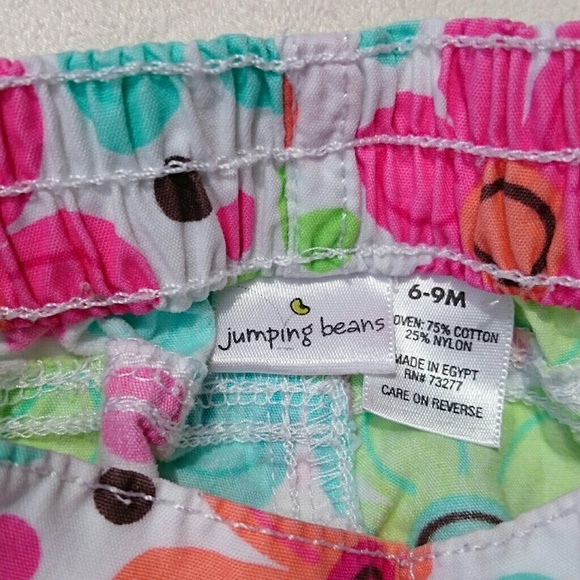 jumping beans
6-9M
OVEN: 75% COTTON
25% NYLON
MADE IN EGYPT
RN# 73277
CARE ON REVERSE